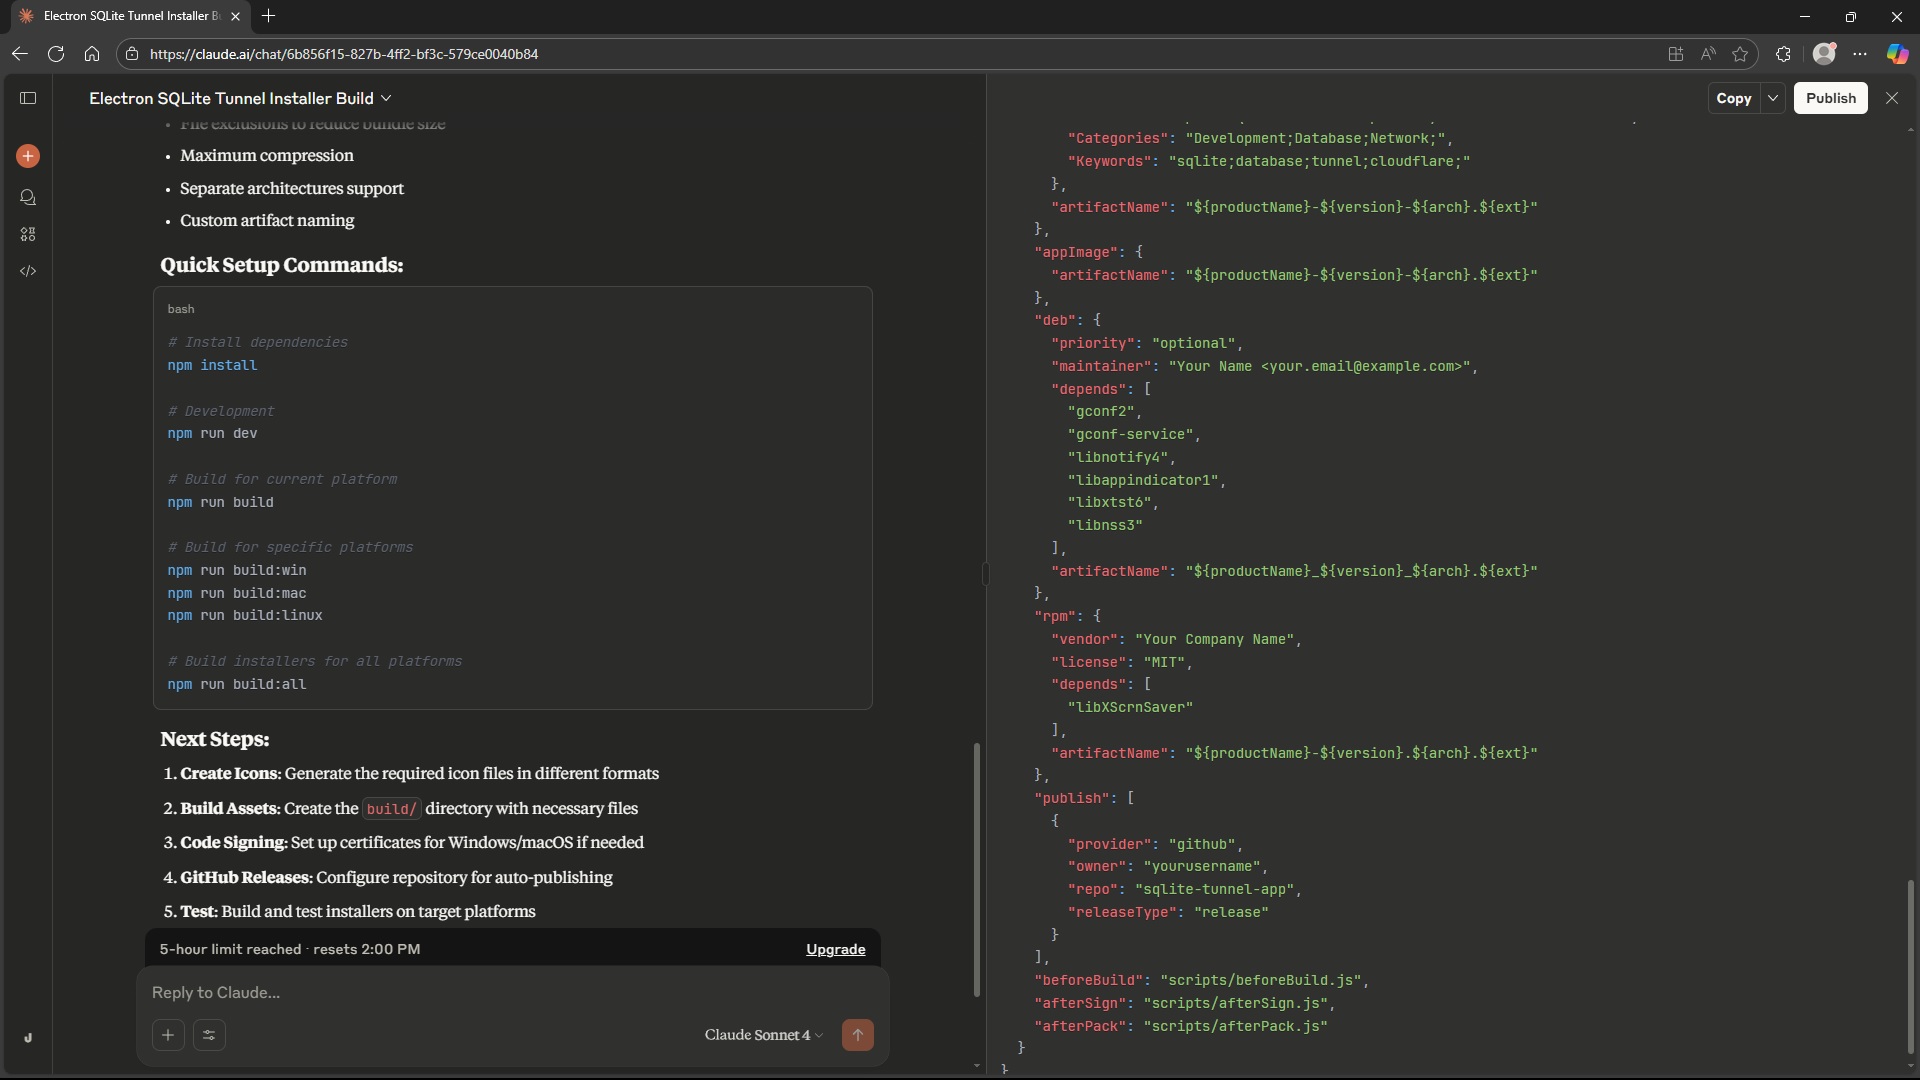 Electron SQLite Tunnel Installer B
https://claude.ai/chat/6b856f15-827b-4ff2-bf3c-579ce0040b84
Electron SQLite Tunnel Installer Build
Copy
Publish
• File exclusions to reduce bundle size
• Maximum compression
• Separate architectures support
• Custom artifact naming
Quick Setup Commands:
bash
# Install dependencies
npm install
# Development
npm run dev
# Build for current platform
npm run build
# Build for specific platforms
npm run build:win
npm run build:mac
npm run build:linux
# Build installers for all platforms
npm run build:all
Next Steps:
1. Create Icons: Generate the required icon files in different formats
2. Build Assets: Create the build/ directory with necessary files
3. Code Signing: Set up certificates for Windows/macOS if needed
4. GitHub Releases: Configure repository for auto-publishing
5. Test: Build and test installers on target platforms
5-hour limit reached · resets 2:00 PM
Upgrade
Reply to Claude...
Claude Sonnet 4
J
"Categories": "Development;Database;Network;",
"Keywords": "sqlite;database;tunnel;cloudflare;"
},
"artifactName": "${productName}-${version}-${arch}.${ext}"
},
"appImage": {
"artifactName": "${productName}-${version}-${arch}.${ext}"
},
"deb": {
"priority": "optional",
"maintainer": "Your Name <your.email@example.com>",
"depends": [
"gconf2",
"gconf-service",
"libnotify4",
"libappindicator1",
"libxtst6",
"libnss3"
],
"artifactName": "${productName}_${version}_${arch}.${ext}"
},
"rpm": {
"vendor": "Your Company Name",
"license": "MIT",
"depends": [
"libXScrnSaver"
],
"artifactName": "${productName}-${version}.${arch}.${ext}"
},
"publish": [
{
"provider": "github",
"owner": "yourusername",
"repo": "sqlite-tunnel-app",
"releaseType": "release"
}
],
"beforeBuild": "scripts/beforeBuild.js",
"afterSign": "scripts/afterSign.js",
"afterPack": "scripts/afterPack.js"
}
}